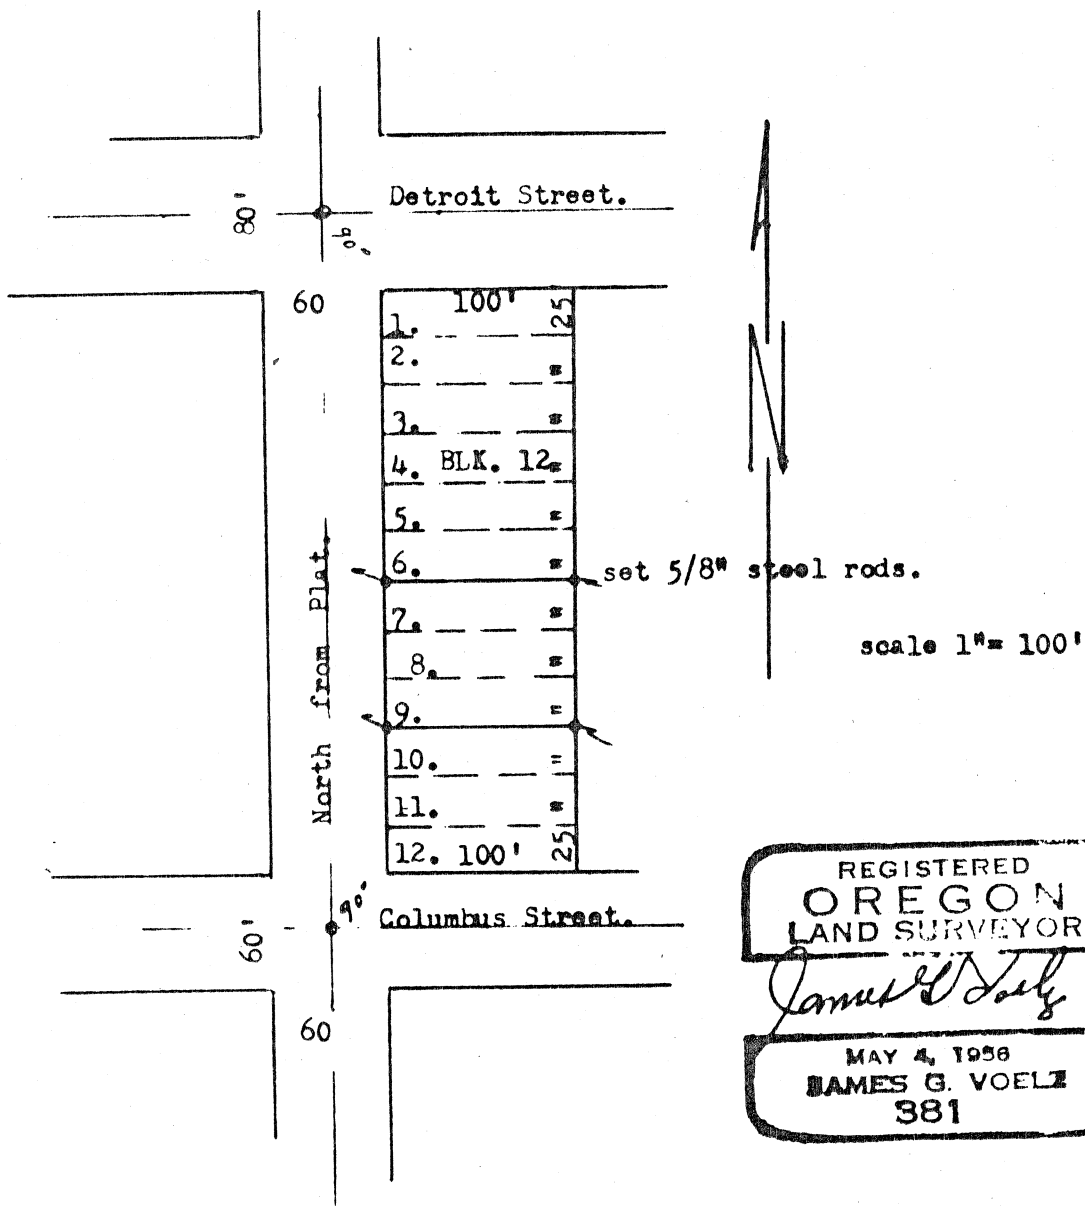 Detroit Street.
80'
90'
60
100'
25
1.
2.
"
3.
"
4. BLK. 12 "
5.
"
6.
"
set 5/8" steel rods.
7.
"
8.
"
9.
"
10.
"
11.
"
12. 100'
25
North from Plat.
scale 1"= 100'
N
90°
Columbus Street.
60'
60
REGISTERED
OREGON
LAND SURVEYOR
James G Voelz
MAY 4, 1956
JAMES G. VOELZ
381